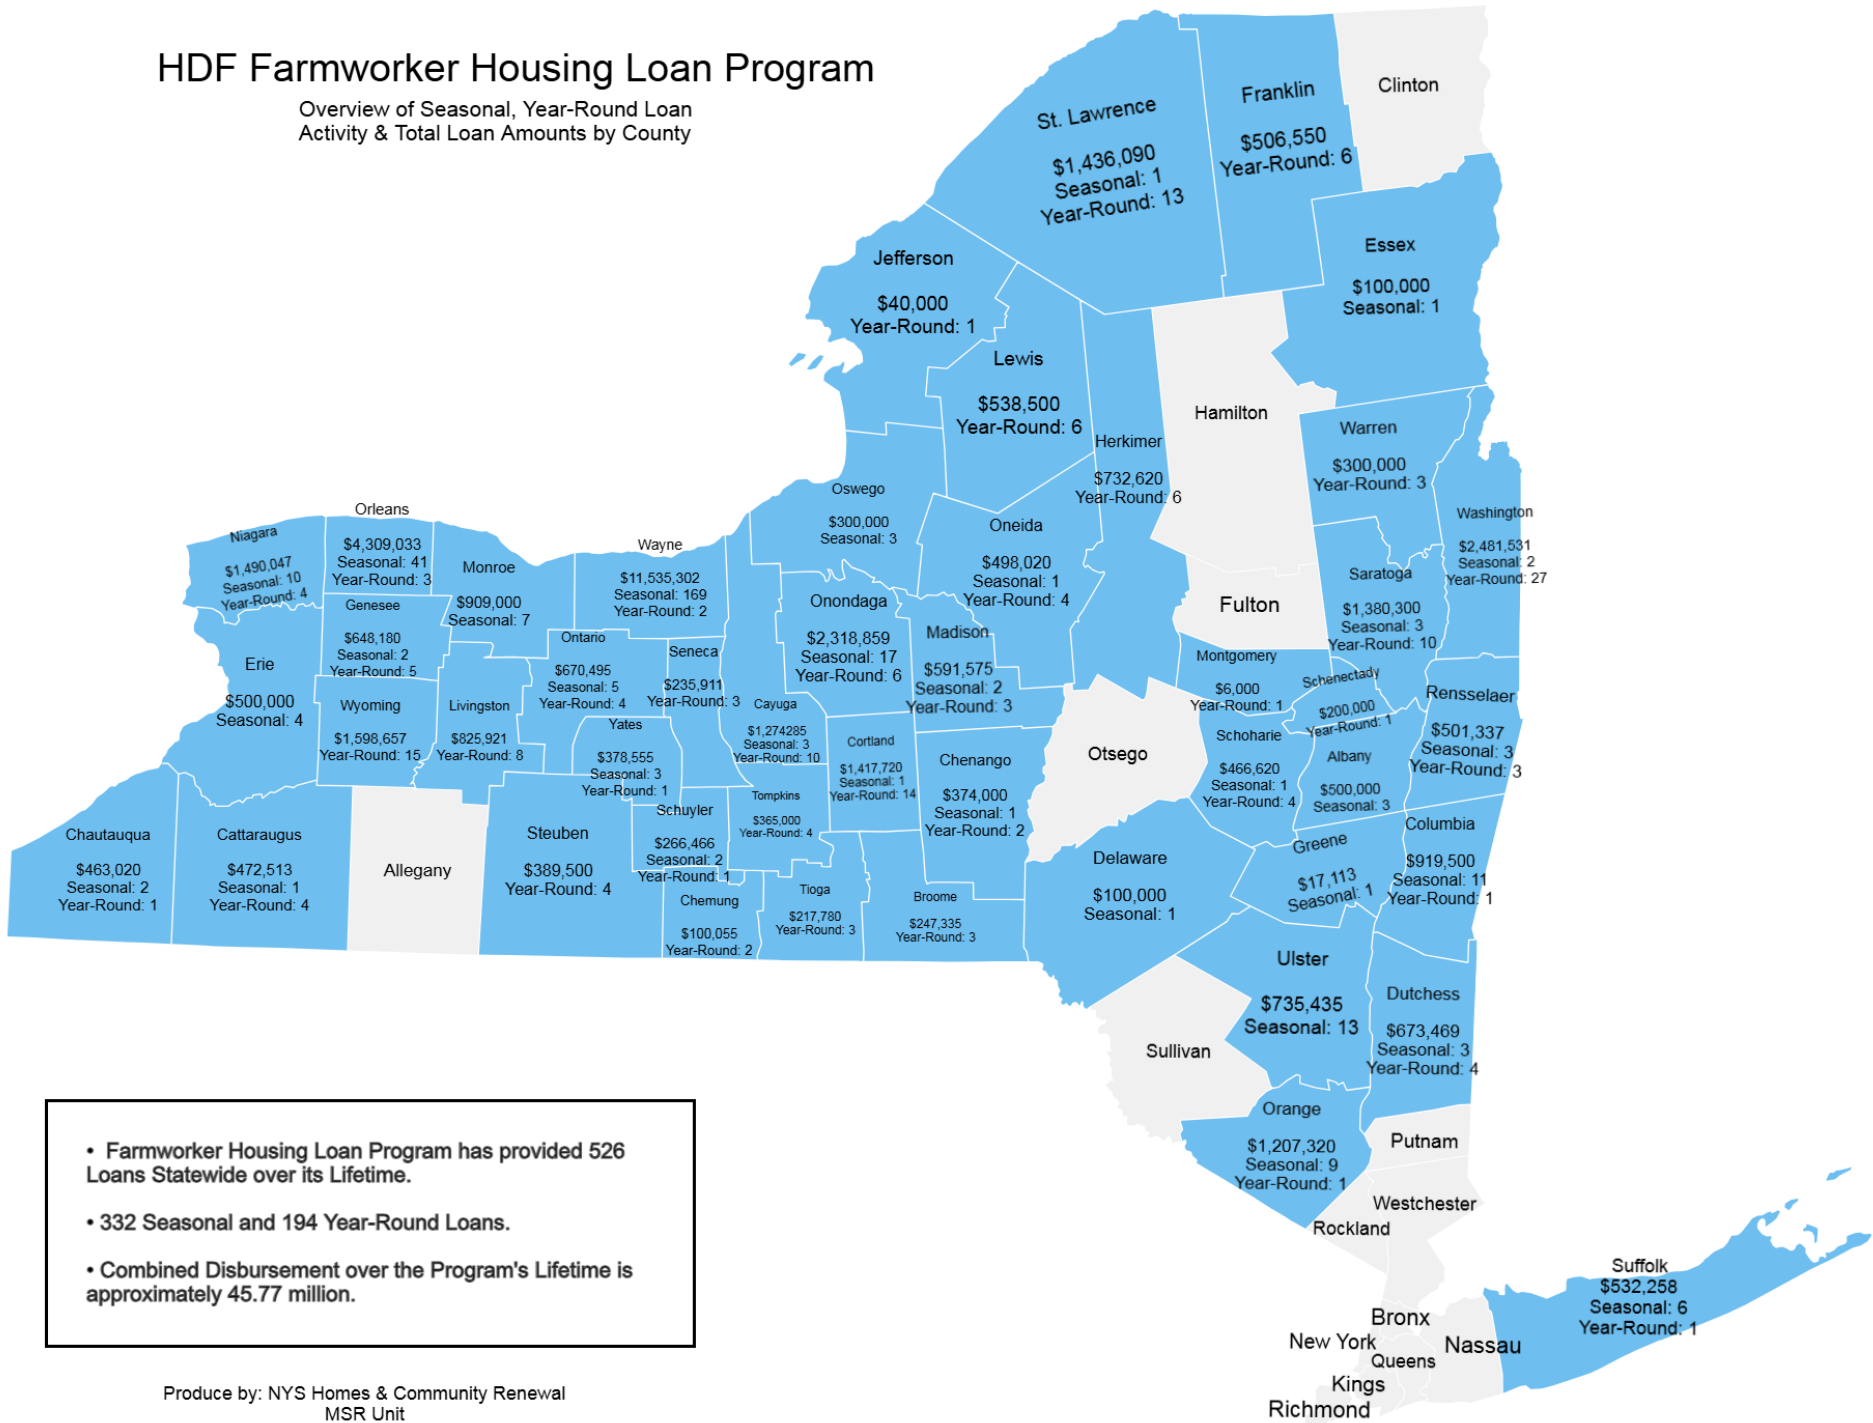 HDF Farmworker Housing Loan Program
Overview of Seasonal, Year-Round Loan
Activity & Total Loan Amounts by County
St. Lawrence
$1,436,090
Seasonal: 1
Year-Round: 13
Franklin
$506,550
Year-Round: 6
Clinton
Essex
$100,000
Seasonal: 1
Jefferson
$40,000
Year-Round: 1
Lewis
$538,500
Year-Round: 6
Herkimer
$732,620
Year-Round: 6
Hamilton
Warren
$300,000
Year-Round: 3
Washington
$2,481,531
Seasonal: 2
Year-Round: 27
Oswego
$300,000
Seasonal: 3
Oneida
$498,020
Seasonal: 1
Year-Round: 4
Fulton
Saratoga
$1,380,300
Seasonal: 3
Year-Round: 10
Niagara
$1,490,047
Seasonal: 10
Year-Round: 4
Orleans
$4,309,033
Seasonal: 41
Year-Round: 3
Monroe
$909,000
Seasonal: 7
Wayne
$11,535,302
Seasonal: 169
Year-Round: 2
Genesee
$648,180
Seasonal: 2
Year-Round: 5
Erie
$500,000
Seasonal: 4
Wyoming
$1,598,657
Year-Round: 15
Livingston
$825,921
Year-Round: 8
Ontario
$670,495
Seasonal: 5
Year-Round: 4
Seneca
$235,911
Year-Round: 3
Yates
$378,555
Seasonal: 3
Year-Round: 1
Cayuga
$1,274285
Seasonal: 3
Year-Round: 10
Onondaga
$2,318,859
Seasonal: 17
Year-Round: 6
Madison
$591,575
Seasonal: 2
Year-Round: 3
Cortland
$1,417,720
Seasonal: 1
Year-Round: 14
Chenango
$374,000
Seasonal: 1
Year-Round: 2
Otsego
Montgomery
$6,000
Year-Round: 1
Schenectady
$200,000
Year-Round: 1
Schoharie
$466,620
Seasonal: 1
Year-Round: 4
Albany
$500,000
Seasonal: 3
Rensselaer
$501,337
Seasonal: 3
Year-Round: 3
Chautauqua
$463,020
Seasonal: 2
Year-Round: 1
Cattaraugus
$472,513
Seasonal: 1
Year-Round: 4
Allegany
Steuben
$389,500
Year-Round: 4
Schuyler
$266,466
Seasonal: 2
Year-Round: 1
Tompkins
$365,000
Year-Round: 4
Chemung
$100,055
Year-Round: 2
Tioga
$217,780
Year-Round: 3
Broome
$247,335
Year-Round: 3
Delaware
$100,000
Seasonal: 1
Greene
$17,113
Seasonal: 1
Columbia
$919,500
Seasonal: 11
Year-Round: 1
Ulster
$735,435
Seasonal: 13
Dutchess
$673,469
Seasonal: 3
Year-Round: 4
Sullivan
Orange
$1,207,320
Seasonal: 9
Year-Round: 1
Putnam
Westchester
Rockland
Bronx
New York
Queens
Nassau
Kings
Richmond
Suffolk
$532,258
Seasonal: 6
Year-Round: 1
• Farmworker Housing Loan Program has provided 526
Loans Statewide over its Lifetime.
• 332 Seasonal and 194 Year-Round Loans.
• Combined Disbursement over the Program's Lifetime is
approximately 45.77 million.
Produce by: NYS Homes & Community Renewal
MSR Unit